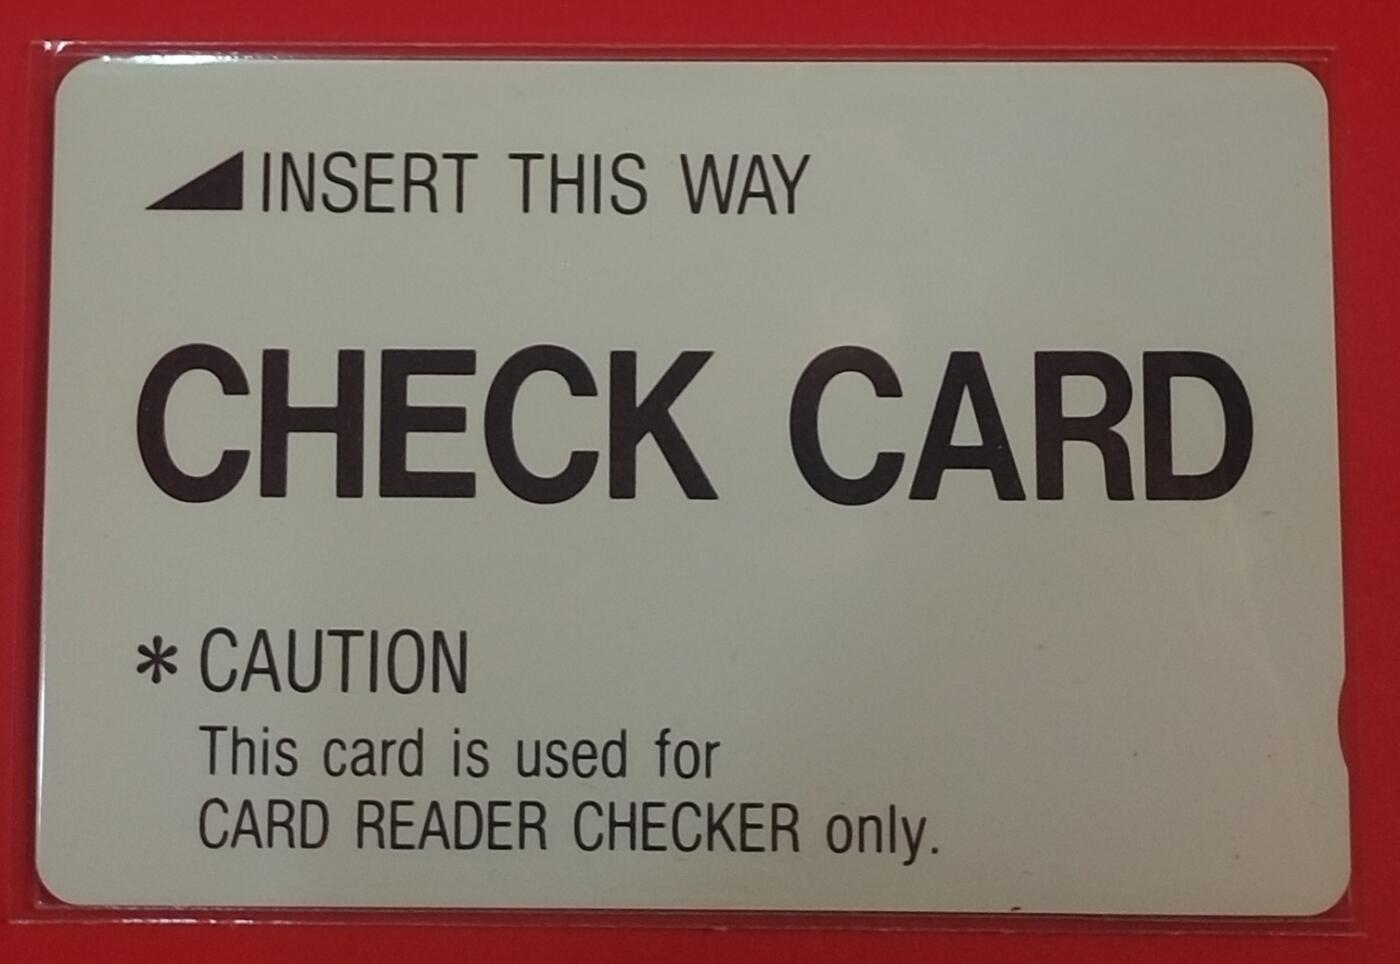 INSERT THIS WAY
CHECK CARD
* CAUTION
This card is used for
CARD READER CHECKER only.